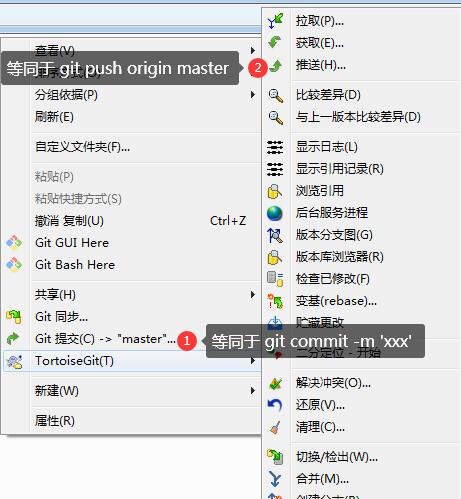 查看(V)
等同于 git push origin master
分组依据(P)
刷新(E)
自定义文件夹(F)...
粘贴(P)
粘贴快捷方式(S)
撤消 复制(U) Ctrl+Z
Git GUI Here
Git Bash Here
共享(H)
Git 同步...
Git 提交(C) -> "master"...
1
等同于 git commit -m 'xxx'
TortoiseGit(T)
新建(W)
属性(R)
拉取(P)...
获取(E)...
2
推送(H)...
比较差异(D)
与上一版本比较差异(D)
显示日志(L)
显示引用记录(R)
浏览引用
后台服务进程
版本分支图(G)
版本库浏览器(R)
检查已修改(F)
变基(rebase)...
贮藏更改
二分定位 - 开始
解决冲突(O)...
还原(V)...
清理(C)...
切换/检出(W)...
合并(M)...